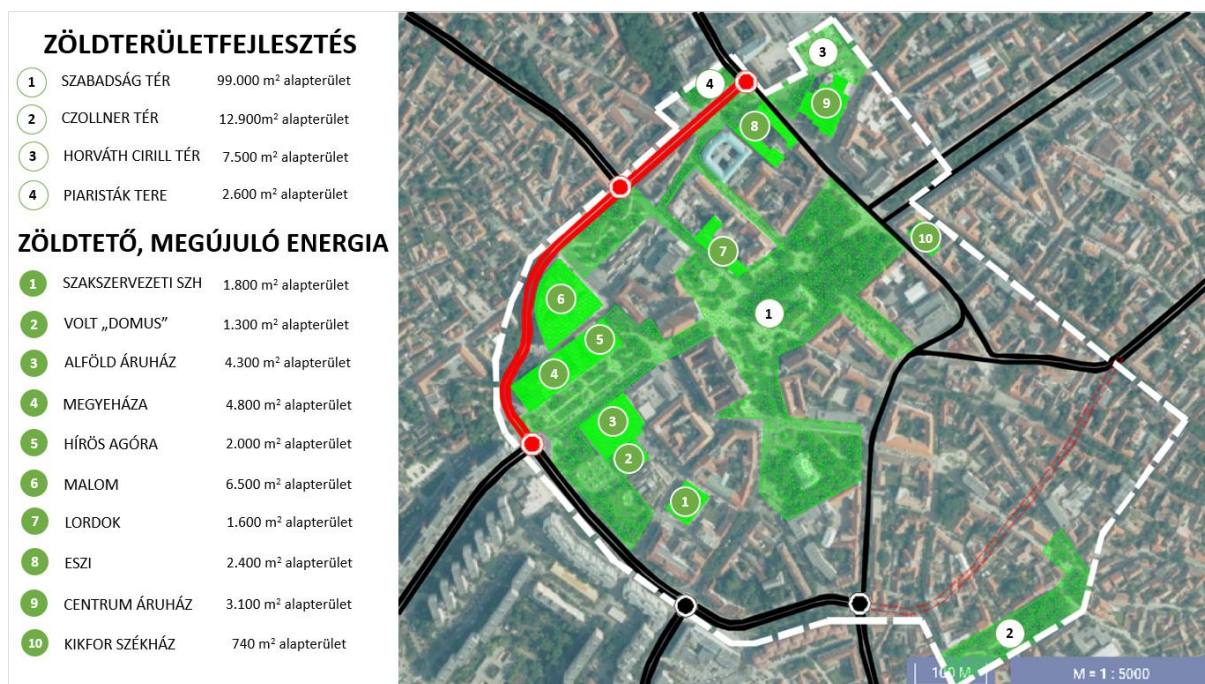 ZÖLDTERÜLETFEJLESZTÉS
1 SZABADSÁG TÉR 99.000 m² alapterület
2 CZOLLNER TÉR 12.900m² alapterület
3 HORVÁTH CIRILL TÉR 7.500 m² alapterület
4 PIARISTÁK TERE 2.600 m² alapterület
ZÖLDTETŐ, MEGÚJULÓ ENERGIA
1 SZAKSZERVEZETI SZH 1.800 m² alapterület
2 VOLT „DOMUS” 1.300 m² alapterület
3 ALFÖLD ÁRUHÁZ 4.300 m² alapterület
4 MEGYEHÁZA 4.800 m² alapterület
5 HÍRÖS AGÓRA 2.000 m² alapterület
6 MALOM 6.500 m² alapterület
7 LORDOK 1.600 m² alapterület
8 ESZI 2.400 m² alapterület
9 CENTRUM ÁRUHÁZ 3.100 m² alapterület
10 KIKFOR SZÉKHÁZ 740 m² alapterület
3
4
9
8
10
7
6
1
5
4
3
2
1
2
100 M
M = 1 : 5000